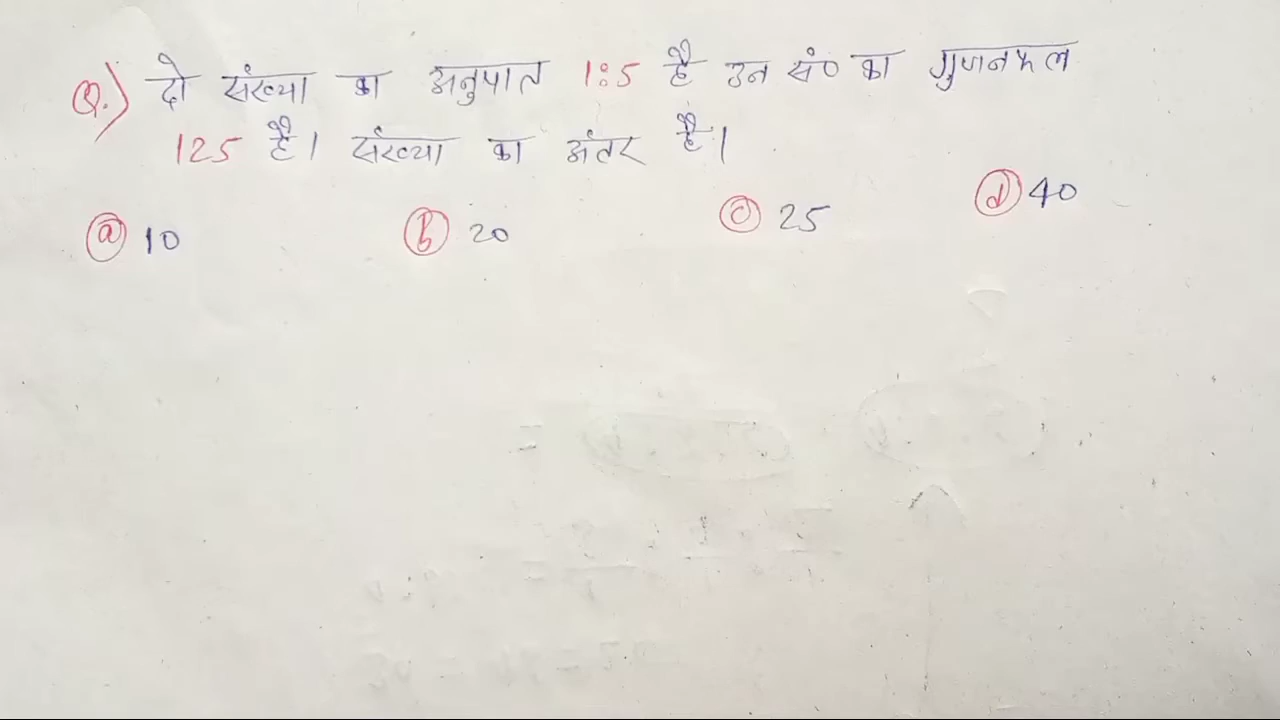 Q.) दो संख्या का अनुपात 1:5 है उन सं० का गुणनफल
125 है। संख्या का अंतर है।
(a) 10 (b) 20 (c) 25 (d) 40